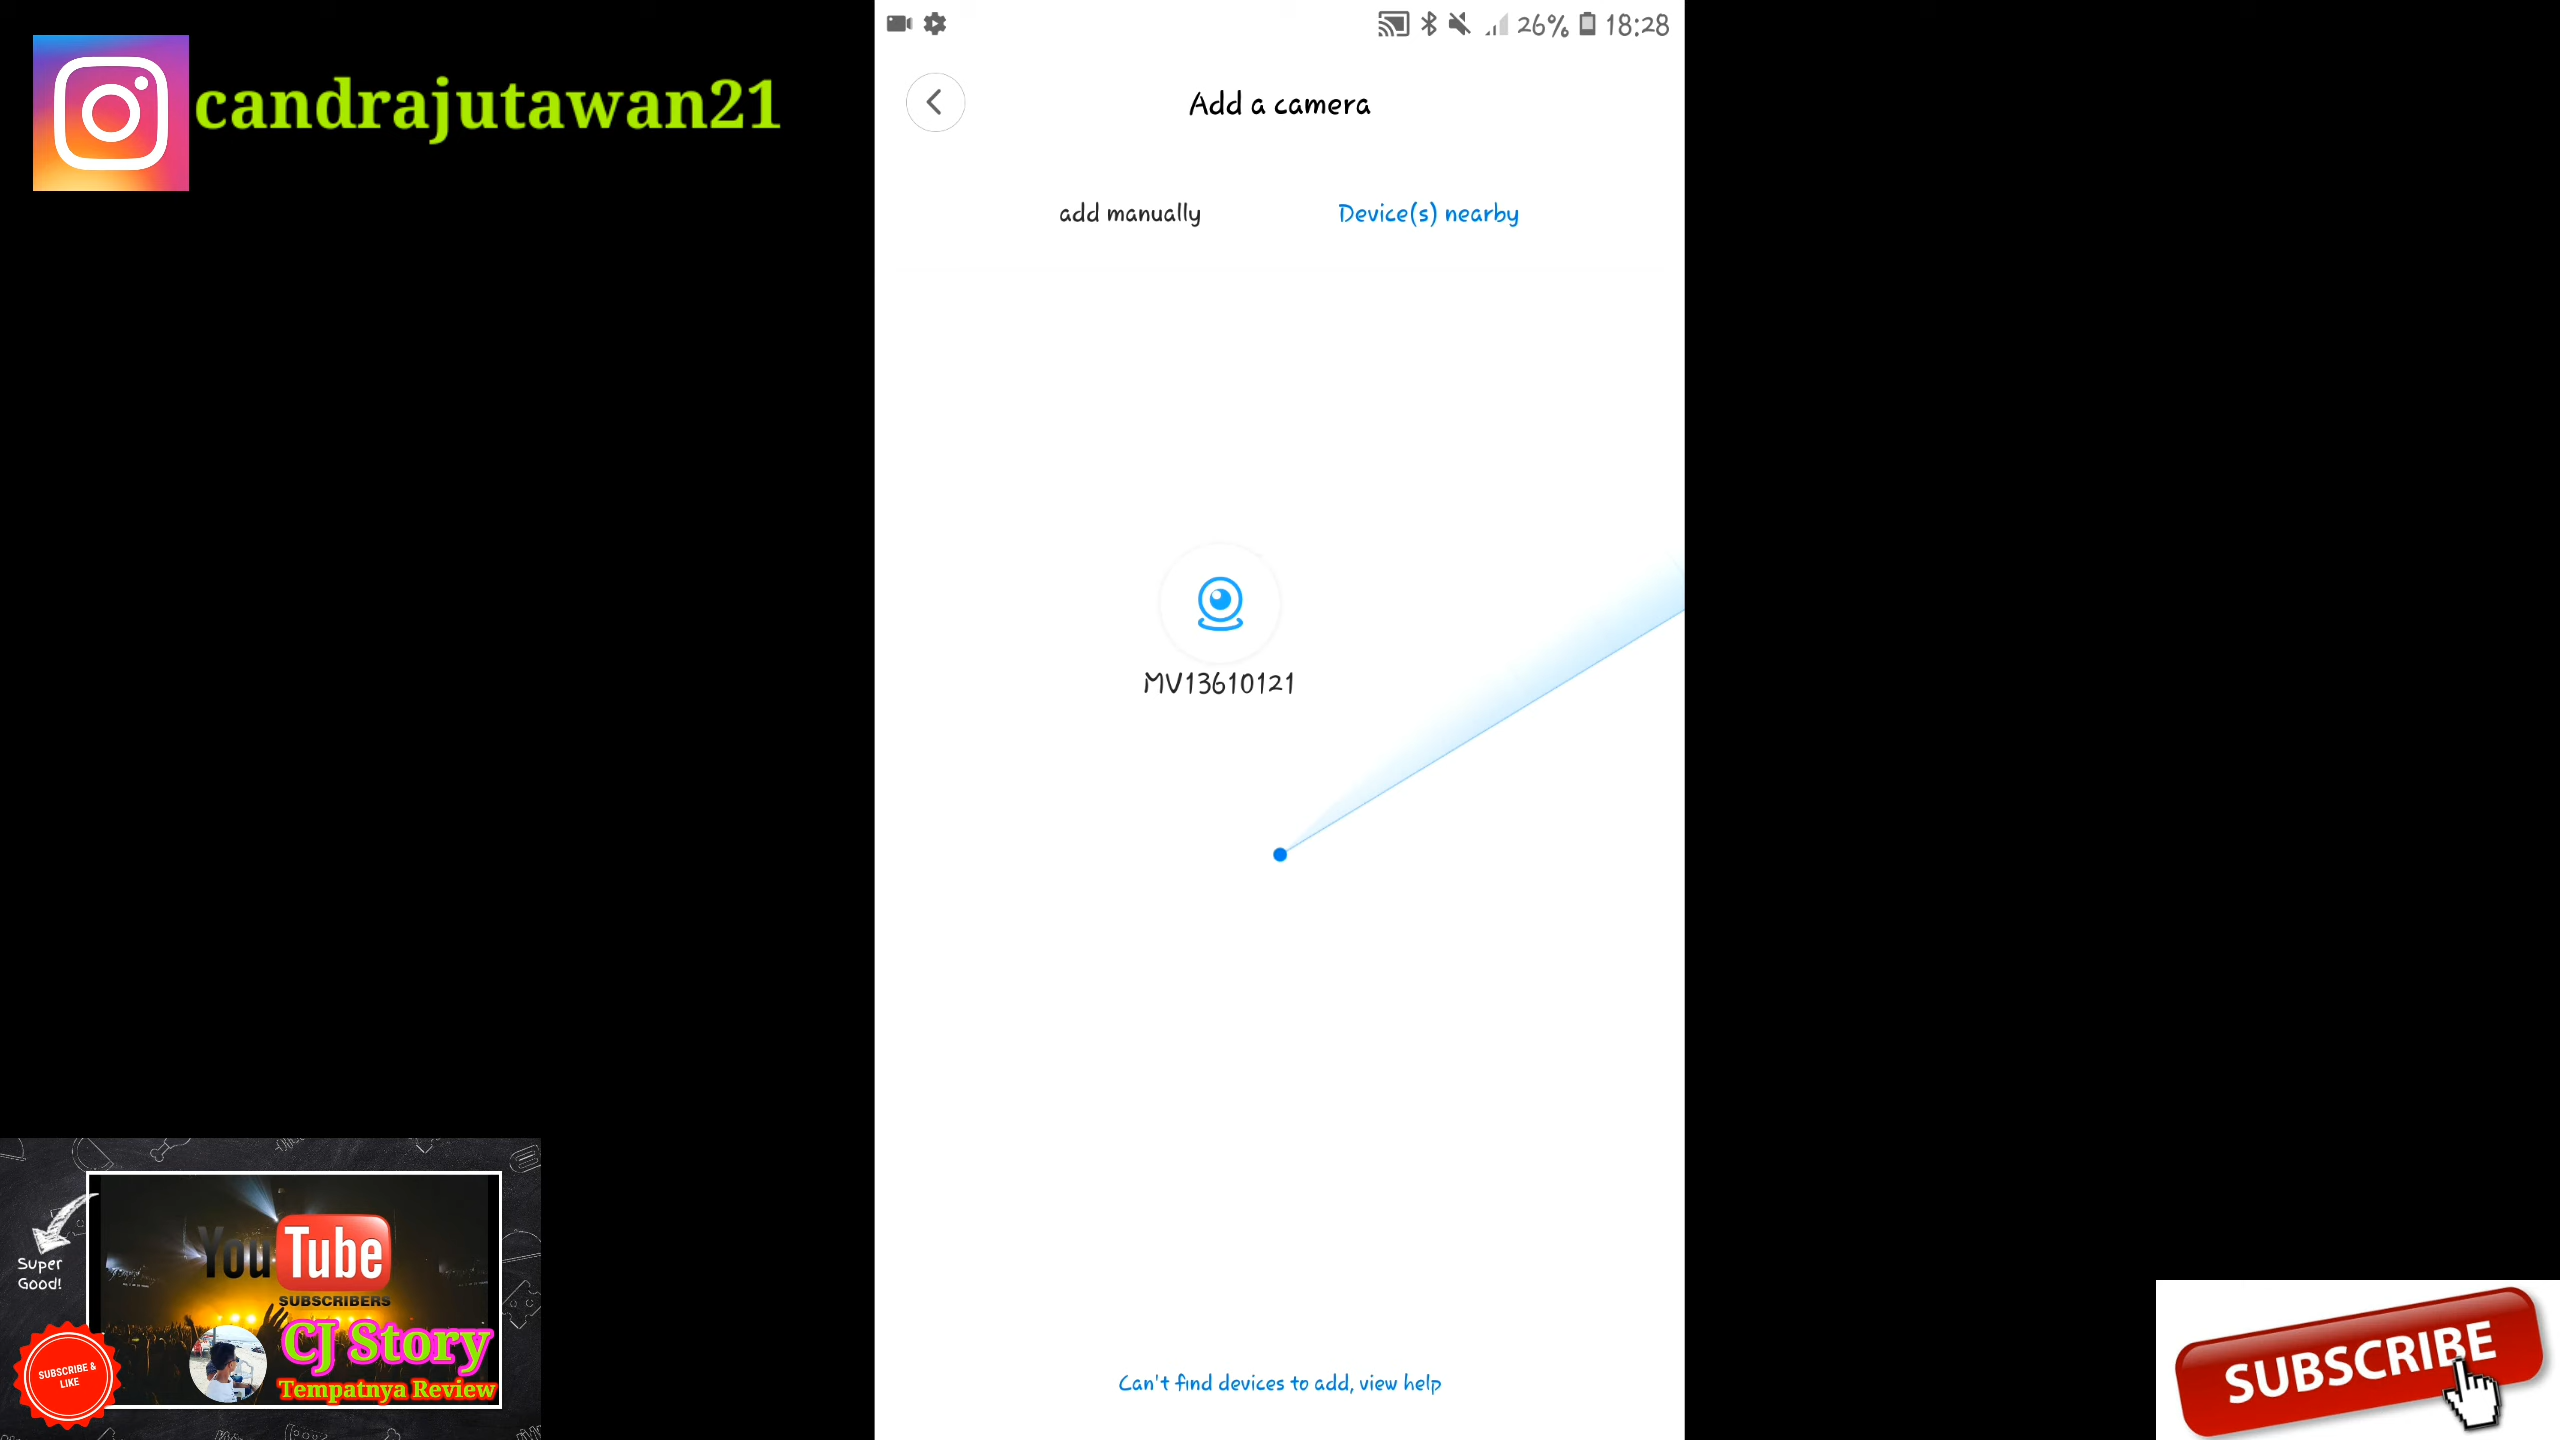 candrajutawan21
26% 18:28
Add a camera
add manually
Device(s) nearby
MV13610121
Can't find devices to add, view help
Super
Good!
YouTube
SUBSCRIBERS
CJ Story
Tempatnya Review
SUBSCRIBE &
LIKE
SUBSCRIBE